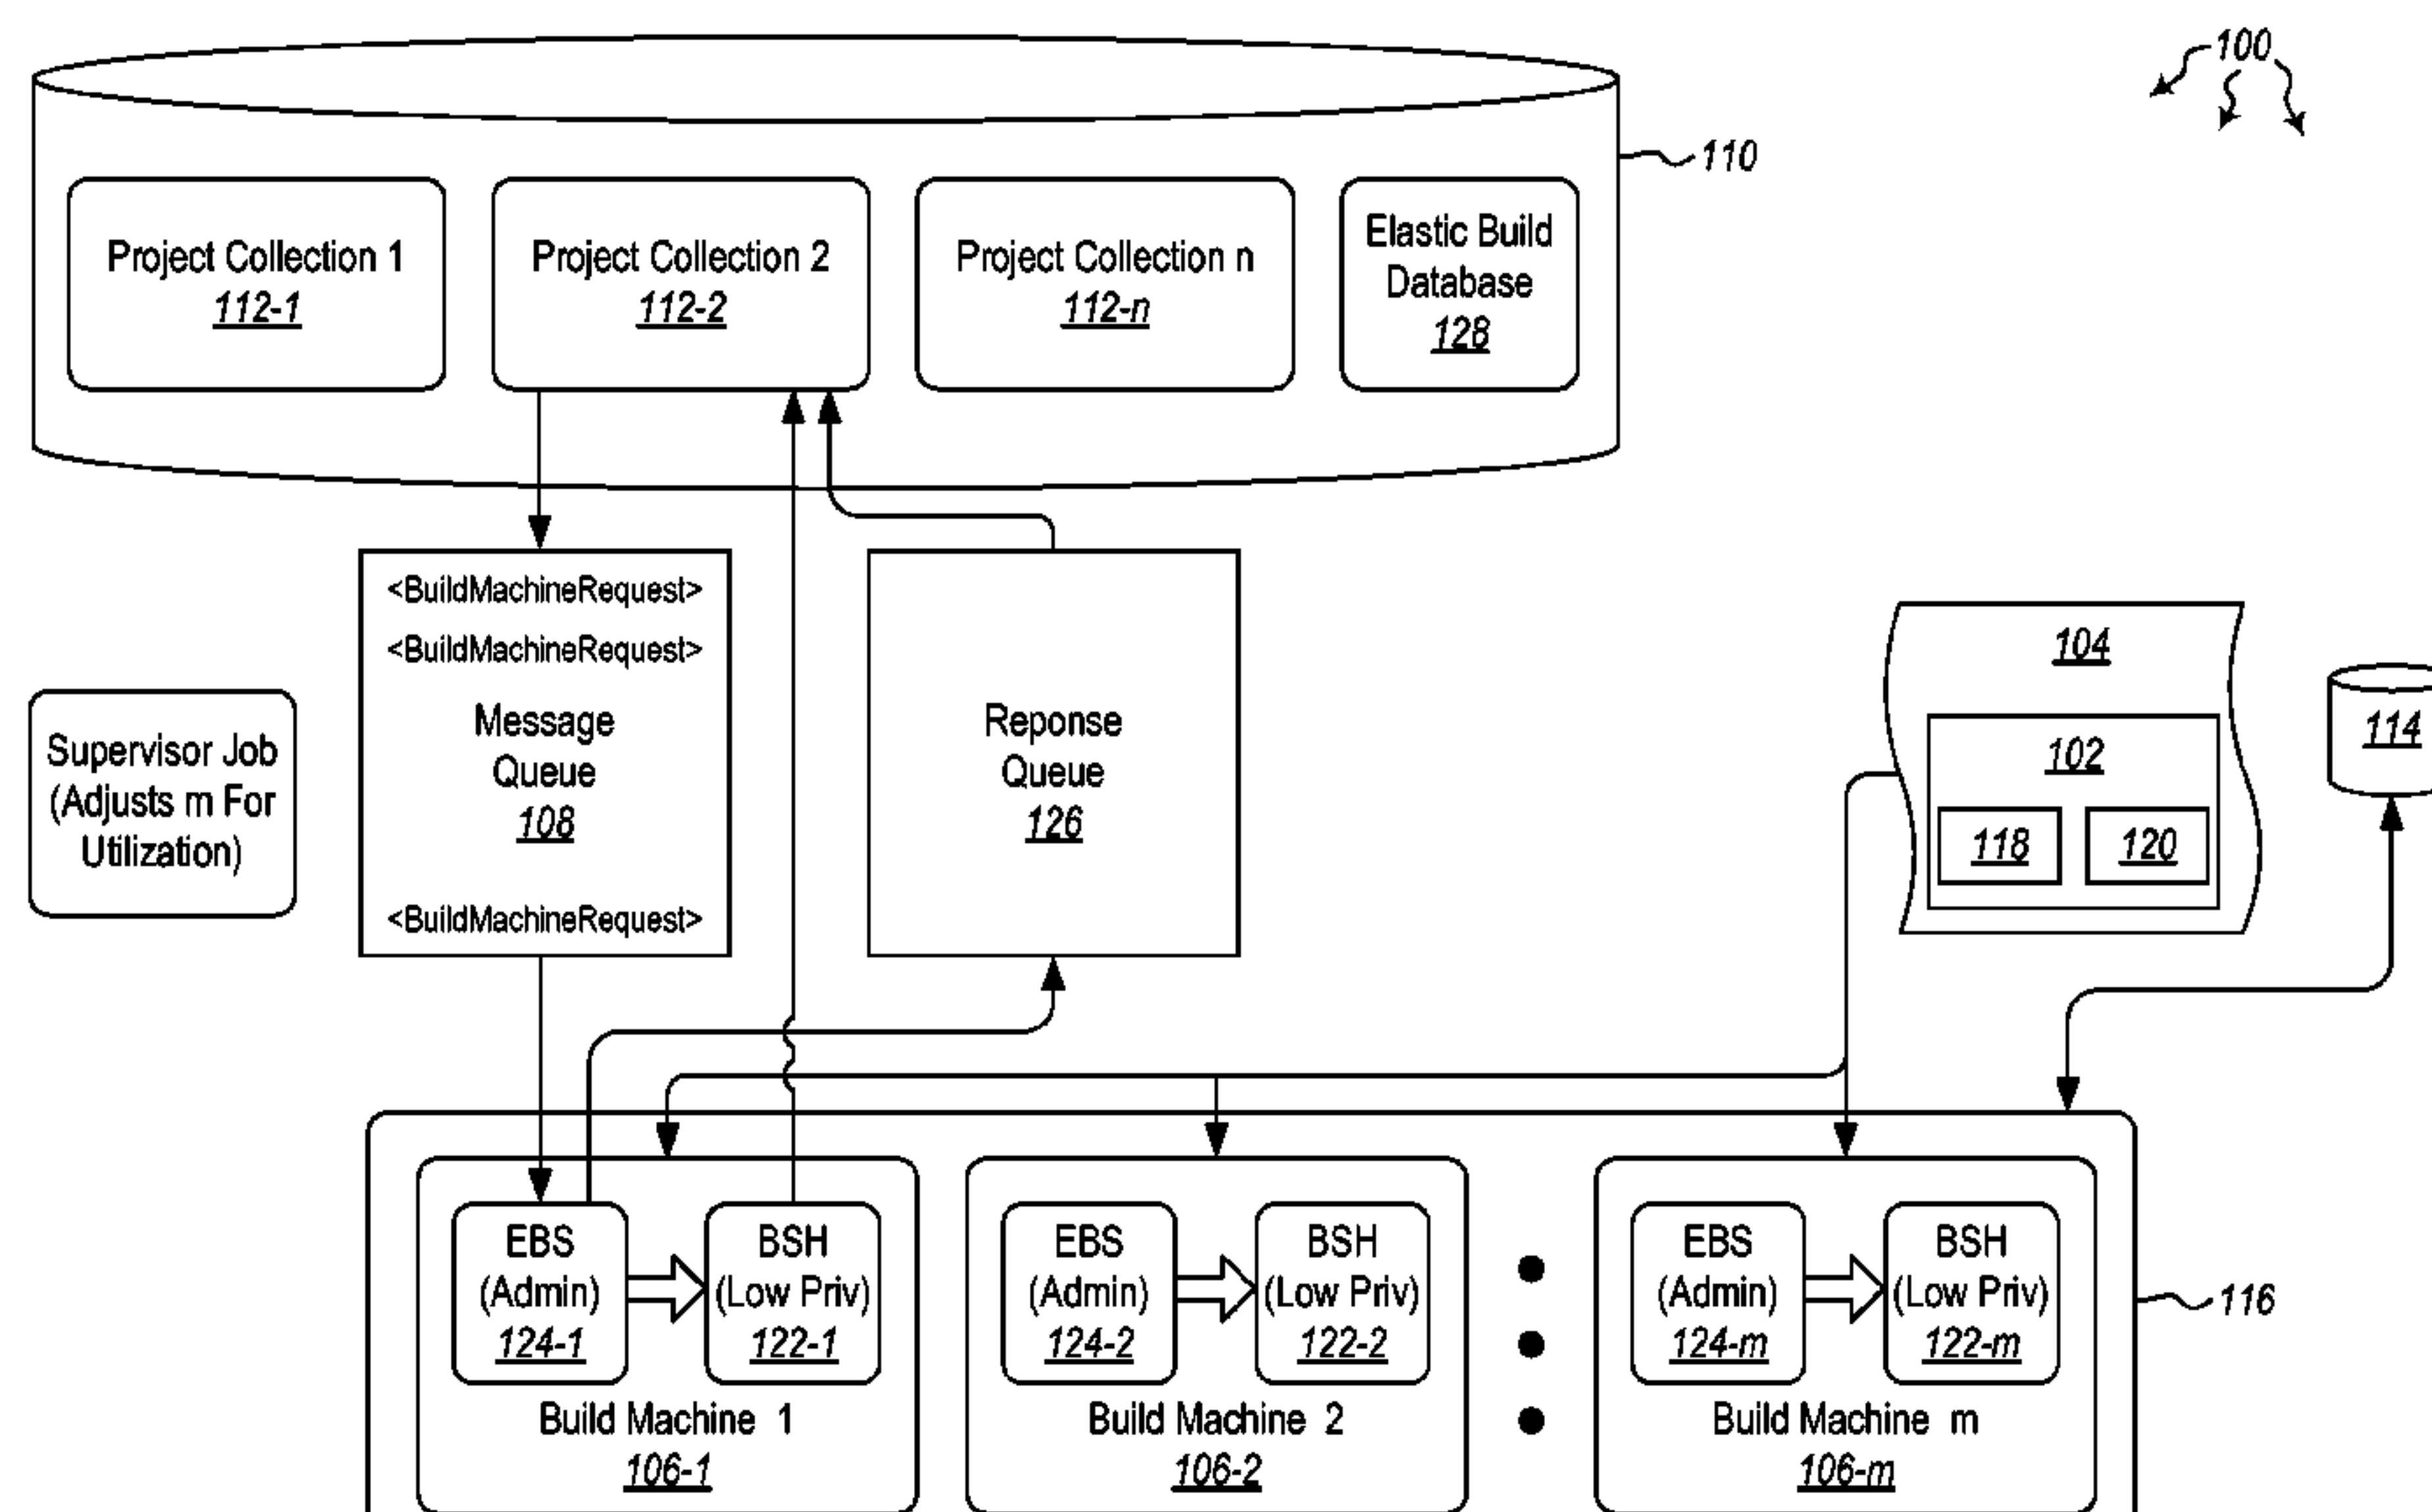 100
110
Project Collection 1
112-1
Project Collection 2
112-2
Project Collection n
112-n
Elastic Build
Database
128
<BuildMachineRequest>
<BuildMachineRequest>
Message
Queue
108
<BuildMachineRequest>
Reponse
Queue
126
Supervisor Job
(Adjusts m For
Utilization)
104
102
118
120
114
EBS
(Admin)
124-1
BSH
(Low Priv)
122-1
Build Machine 1
106-1
EBS
(Admin)
124-2
BSH
(Low Priv)
122-2
Build Machine 2
106-2
EBS
(Admin)
124-m
BSH
(Low Priv)
122-m
Build Machine m
106-m
116